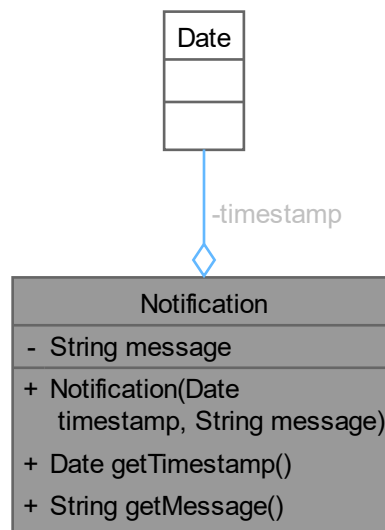 Date
-timestamp
Notification
- String message
+ Notification(Date
timestamp, String message)
+ Date getTimestamp()
+ String getMessage()